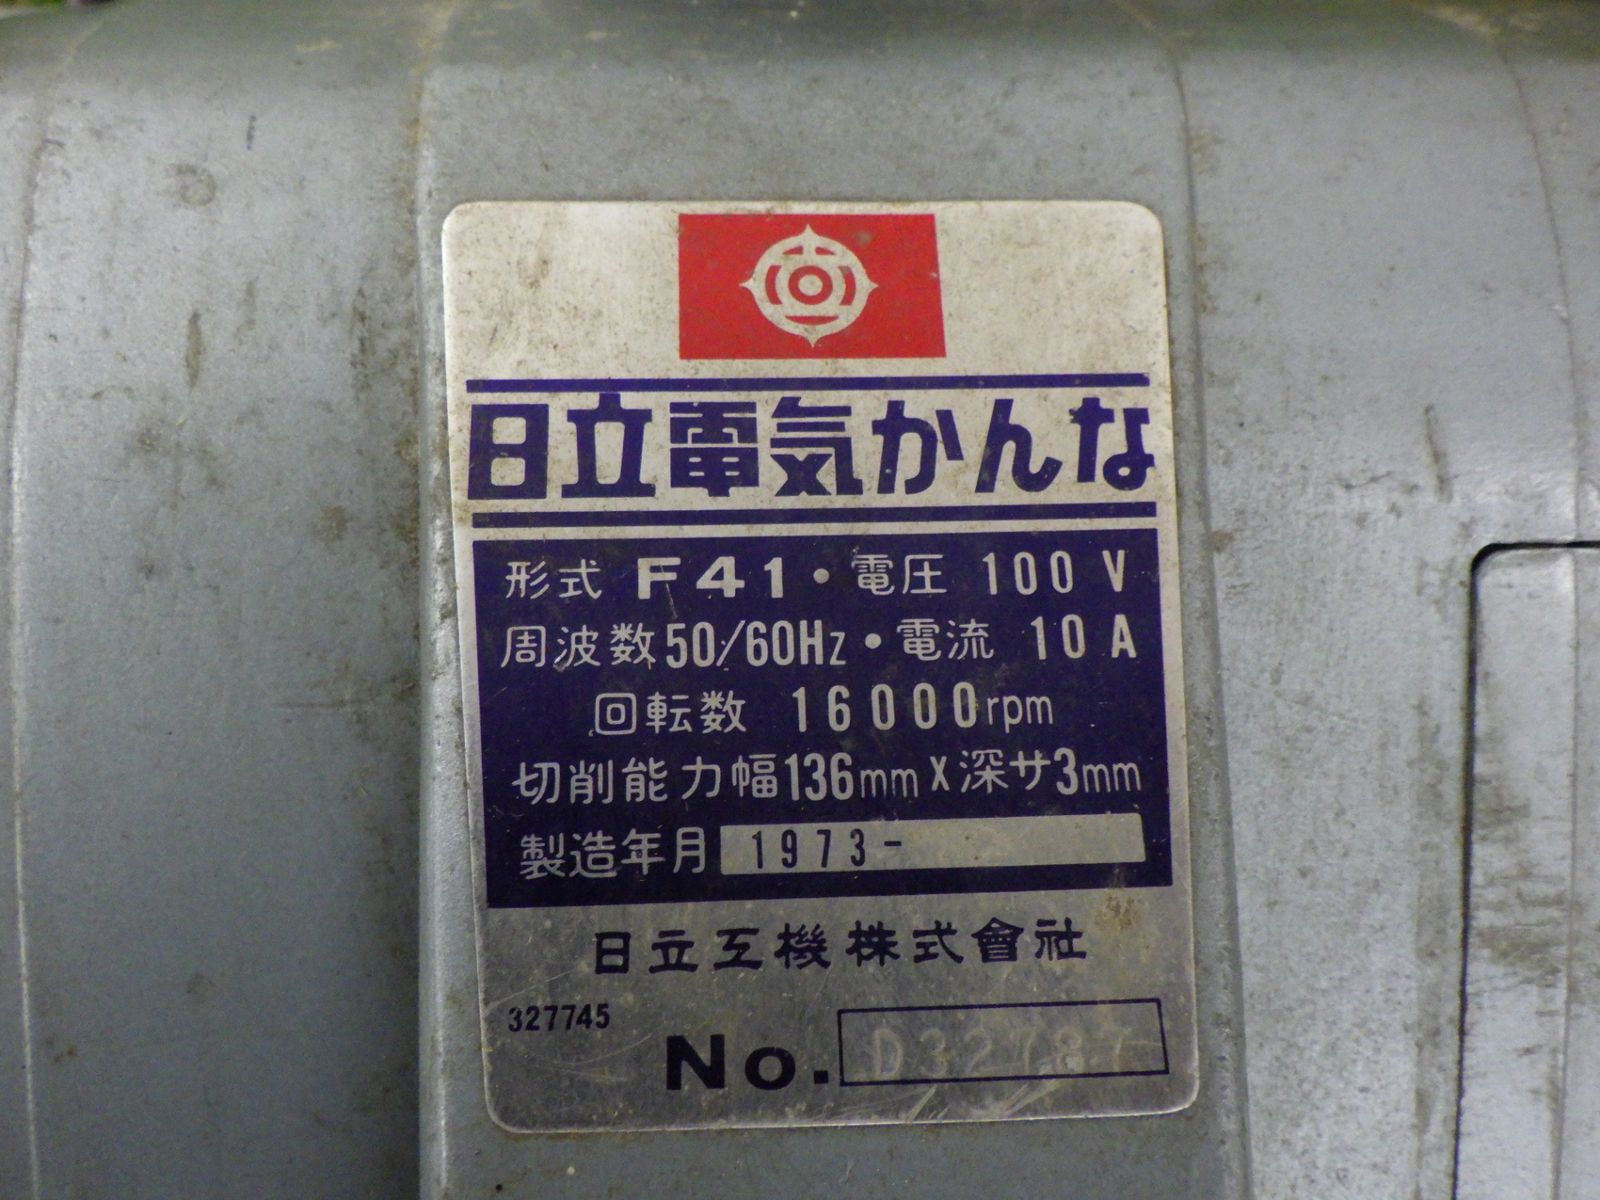 日立電気かんな
形式 F41・電圧 100 V
周波数 50/60Hz・電流 10 A
回転数 16000rpm
切削能力幅136mm×深サ3mm
製造年月 1973-
日立工機株式會社
327745
No.